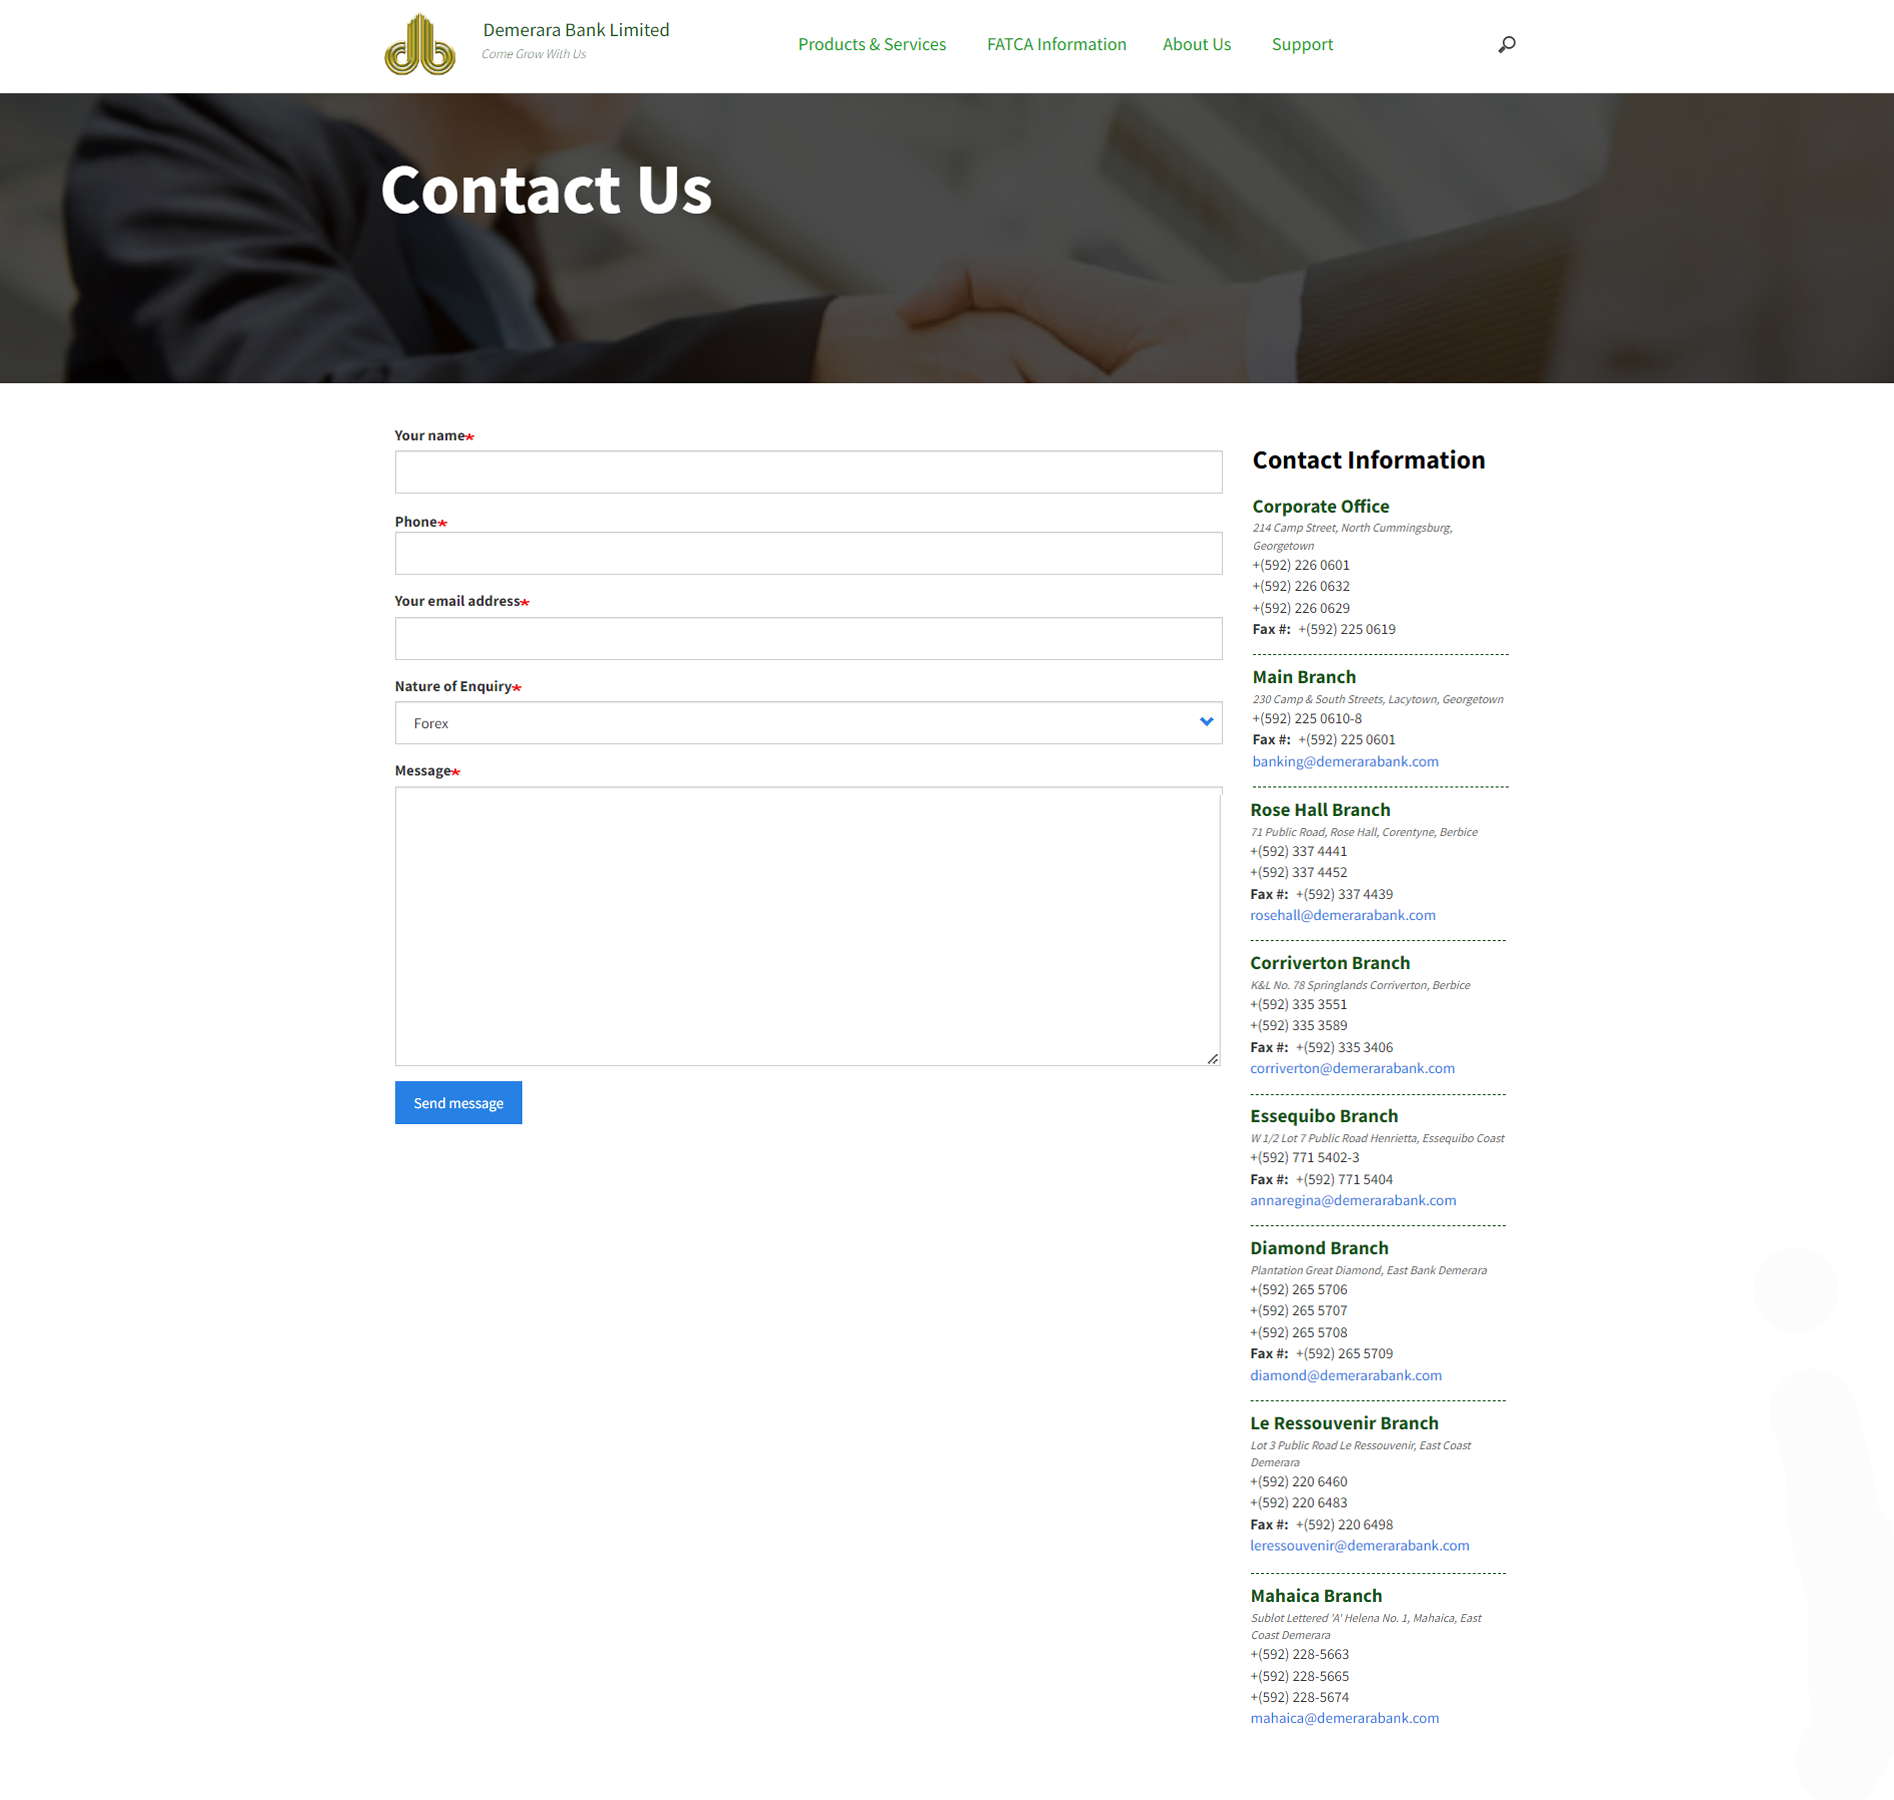 Demerara Bank Limited
Come Grow With Us
Products & Services
FATCA Information
About Us
Support
Contact Us
Your name*
Phone*
Your email address*
Nature of Enquiry*
Forex
Message*
Send message
Contact Information
Corporate Office
214 Camp Street, North Cummingsburg,
Georgetown
+(592) 226 0601
+(592) 226 0632
+(592) 226 0629
Fax #: +(592) 225 0619
Main Branch
230 Camp & South Streets, Lacytown, Georgetown
+(592) 225 0610-8
Fax #: +(592) 225 0601
banking@demerarabank.com
Rose Hall Branch
71 Public Road, Rose Hall, Corentyne, Berbice
+(592) 337 4441
+(592) 337 4452
Fax #: +(592) 337 4439
rosehall@demerarabank.com
Corriverton Branch
K&L No. 78 Springlands Corriverton, Berbice
+(592) 335 3551
+(592) 335 3589
Fax #: +(592) 335 3406
corriverton@demerarabank.com
Essequibo Branch
W 1/2 Lot 7 Public Road Henrietta, Essequibo Coast
+(592) 771 5402-3
Fax #: +(592) 771 5404
annaregina@demerarabank.com
Diamond Branch
Plantation Great Diamond, East Bank Demerara
+(592) 265 5706
+(592) 265 5707
+(592) 265 5708
Fax #: +(592) 265 5709
diamond@demerarabank.com
Le Ressouvenir Branch
Lot 3 Public Road Le Ressouvenir, East Coast
Demerara
+(592) 220 6460
+(592) 220 6483
Fax #: +(592) 220 6498
leressouvenir@demerarabank.com
Mahaica Branch
Sublot Lettered 'A' Helena No. 1, Mahaica, East
Coast Demerara
+(592) 228-5663
+(592) 228-5665
+(592) 228-5674
mahaica@demerarabank.com